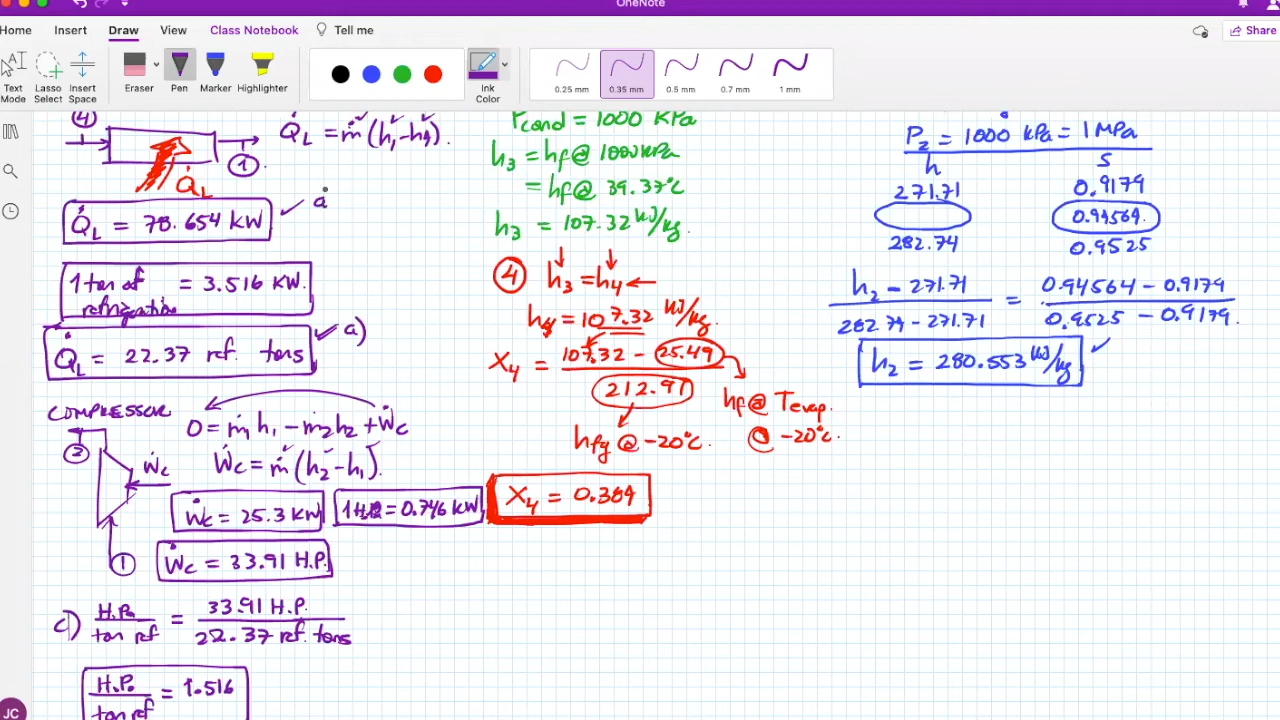 OneNote
Home Insert Draw View Class Notebook Tell me
Share
Text Mode
Lasso Select
Insert Space
Eraser
Pen
Marker
Highlighter
Ink Color
0.25 mm
0.35 mm
0.5 mm
0.7 mm
1 mm
④
①
Q̇L
Q̇L = ṁ(h1-h4).
Q̇L = 78.654 KW ✓ a
1 ton of refrigeration = 3.516 KW.
Q̇L = 22.37 ref. tons ✓ a)
COMPRESSOR
②
Ẇc
①
0 = ṁ1h1 - ṁ2h2 + Ẇc
Ẇc = ṁ(h2-h1).
Ẇc = 25.3 KW
1 H.P. = 0.746 KW
Ẇc = 33.91 H.P.
c) H.P./ton ref = 33.91 H.P./22.37 ref. tons
H.P./ton ref = 1.516
Pcond = 1000 KPa
h3 = hf @ 1000 kPa
= hf @ 39.37°C
h3 = 107.32 kJ/kg.
④ h3 = h4 ←
h4 = 107.32 kJ/kg.
X4 = 107.32 - 25.49
212.91
hf @ Tevap.
@ -20°C.
hfg @ -20°C.
X4 = 0.384
P2 = 1000 kPa = 1 MPa
h s
271.71 0.9179
0.94564
282.74 0.9525
h2 - 271.71 / 282.74 - 271.71 = 0.94564 - 0.9179 / 0.9525 - 0.9179.
h2 = 280.553 kJ/kg ✓
JC